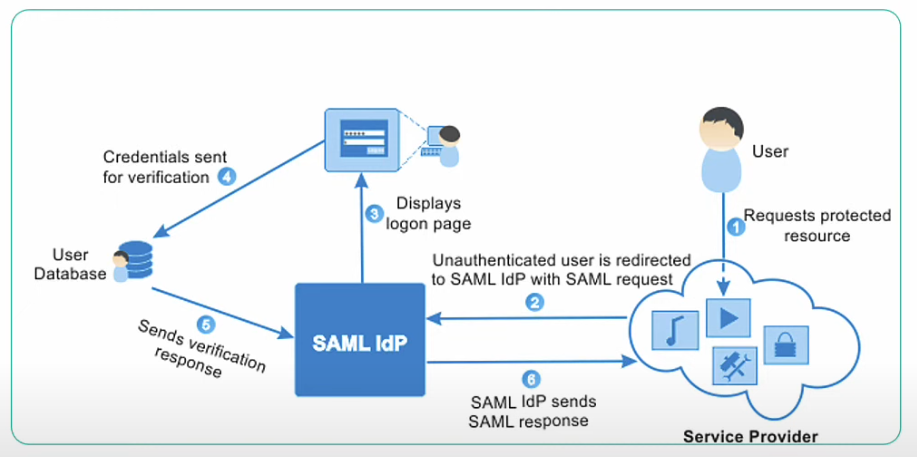 Credentials sent
for verification 4
3 Displays
logon page
User
1 Requests protected
resource
User
Database
Unauthenticated user is redirected
to SAML IdP with SAML request
2
5
Sends verification
response
SAML IdP
6
SAML IdP sends
SAML response
Service Provider